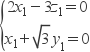 2x₁ − 3z₁ = 0
x₁ + √3 y₁ = 0